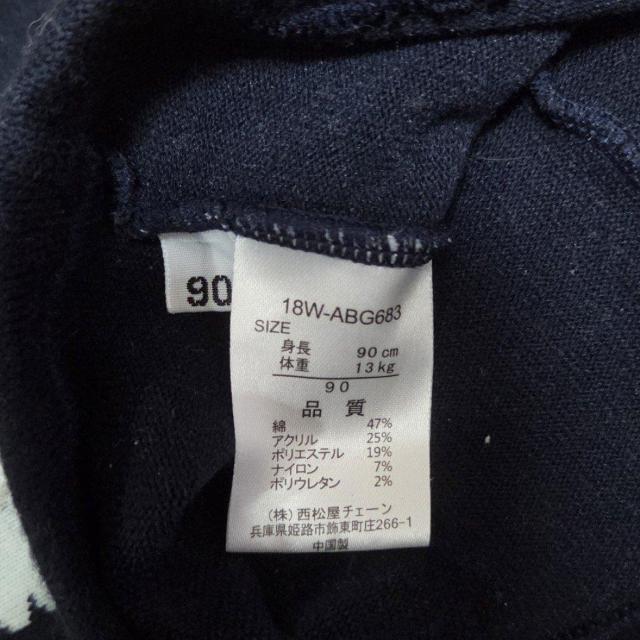 90
18W-ABG683
SIZE
身長 90cm
体重 13kg
90
品質
綿 47%
アクリル 25%
ポリエステル 19%
ナイロン 7%
ポリウレタン 2%
(株)西松屋チェーン
兵庫県姫路市飾東町庄266-1
中国製